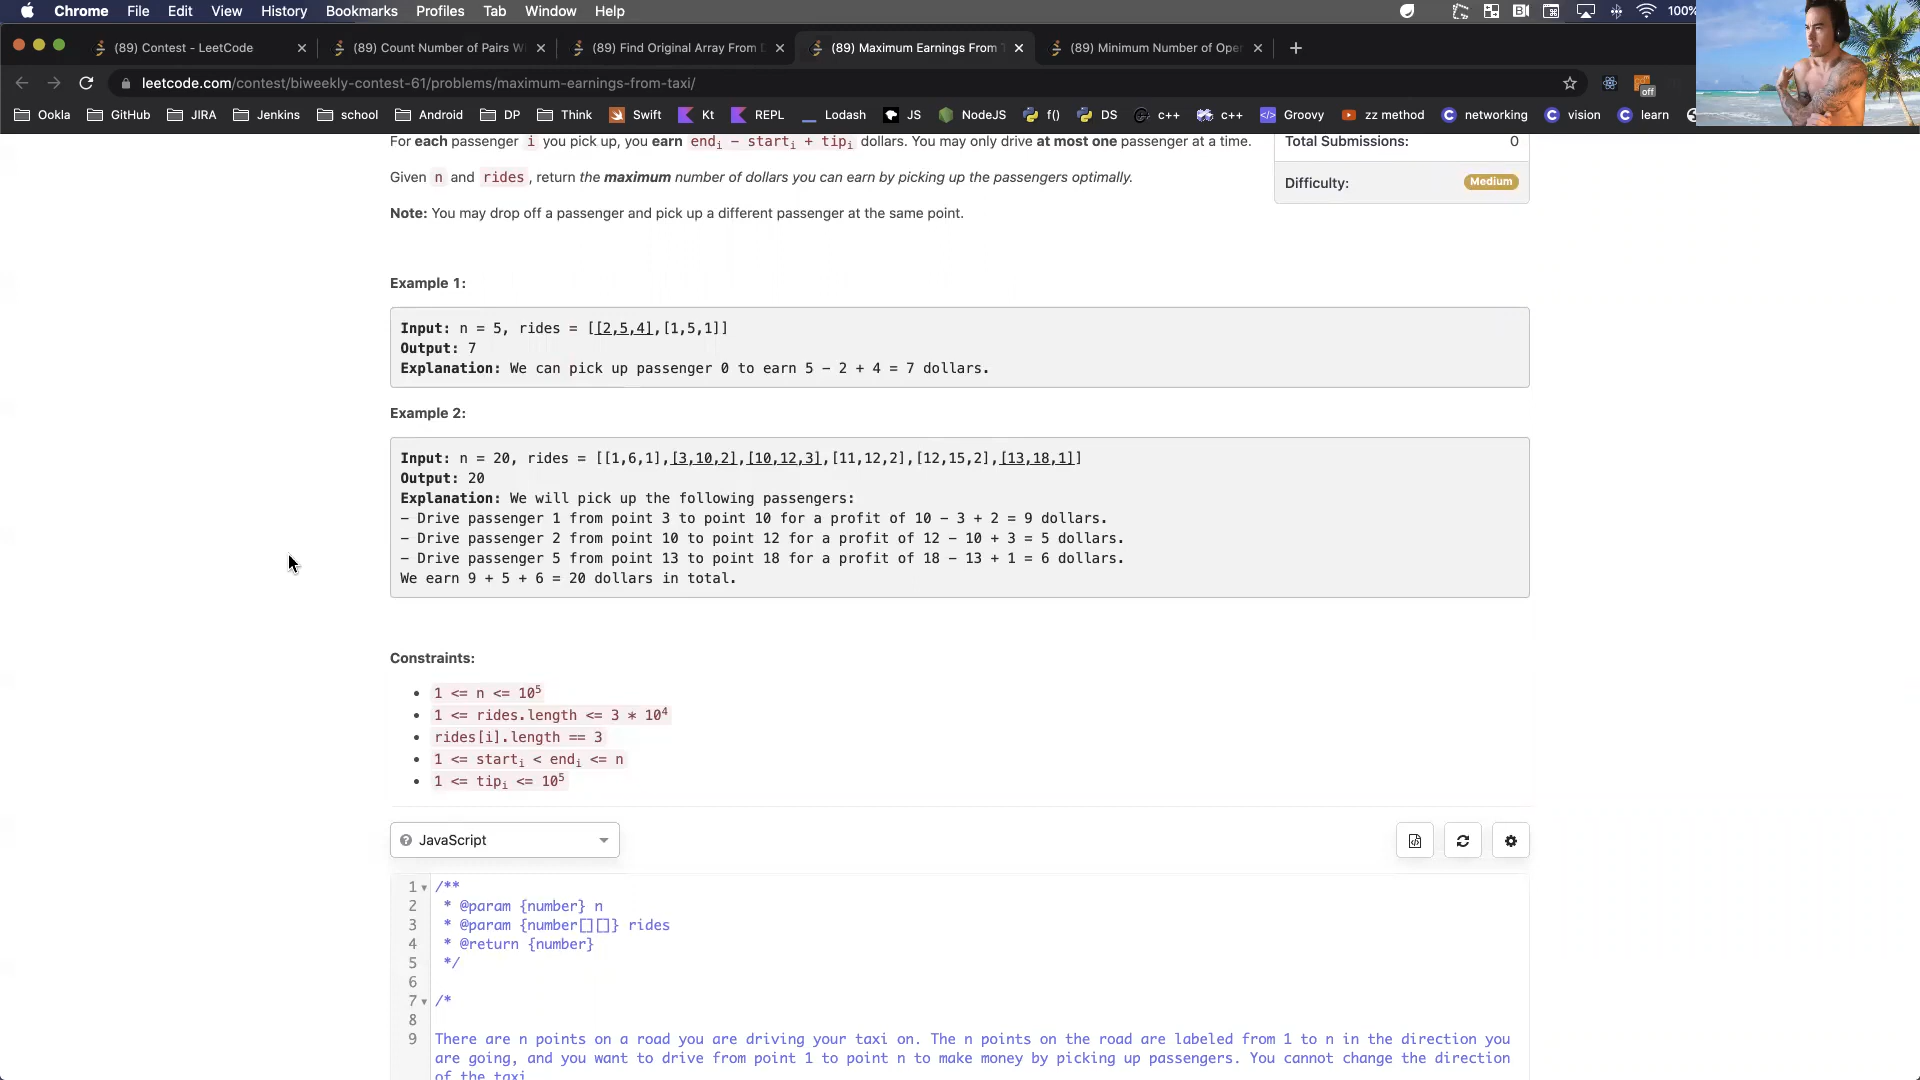 Chrome File Edit View History Bookmarks Profiles Tab Window Help 100%
(89) Contest - LeetCode (89) Count Number of Pairs W (89) Find Original Array From D (89) Maximum Earnings From T (89) Minimum Number of Oper
leetcode.com/contest/biweekly-contest-61/problems/maximum-earnings-from-taxi/ off
Ookla GitHub JIRA Jenkins school Android DP Think Swift Kt REPL Lodash JS NodeJS f() DS c++ c++ Groovy zz method networking vision learn
For each passenger i you pick up, you earn endi - starti + tipi dollars. You may only drive at most one passenger at a time.
Total Submissions: 0
Given n and rides, return the maximum number of dollars you can earn by picking up the passengers optimally.
Difficulty: Medium
Note: You may drop off a passenger and pick up a different passenger at the same point.
Example 1:
Input: n = 5, rides = [[2,5,4],[1,5,1]]
Output: 7
Explanation: We can pick up passenger 0 to earn 5 - 2 + 4 = 7 dollars.
Example 2:
Input: n = 20, rides = [[1,6,1],[3,10,2],[10,12,3],[11,12,2],[12,15,2],[13,18,1]]
Output: 20
Explanation: We will pick up the following passengers:
- Drive passenger 1 from point 3 to point 10 for a profit of 10 - 3 + 2 = 9 dollars.
- Drive passenger 2 from point 10 to point 12 for a profit of 12 - 10 + 3 = 5 dollars.
- Drive passenger 5 from point 13 to point 18 for a profit of 18 - 13 + 1 = 6 dollars.
We earn 9 + 5 + 6 = 20 dollars in total.
Constraints:
• 1 <= n <= 10⁵
• 1 <= rides.length <= 3 * 10⁴
• rides[i].length == 3
• 1 <= starti < endi <= n
• 1 <= tipi <= 10⁵
JavaScript
1 /**
2 * @param {number} n
3 * @param {number[][]} rides
4 * @return {number}
5 */
6
7 /*
8
9 There are n points on a road you are driving your taxi on. The n points on the road are labeled from 1 to n in the direction you
are going, and you want to drive from point 1 to point n to make money by picking up passengers. You cannot change the direction
of the taxi